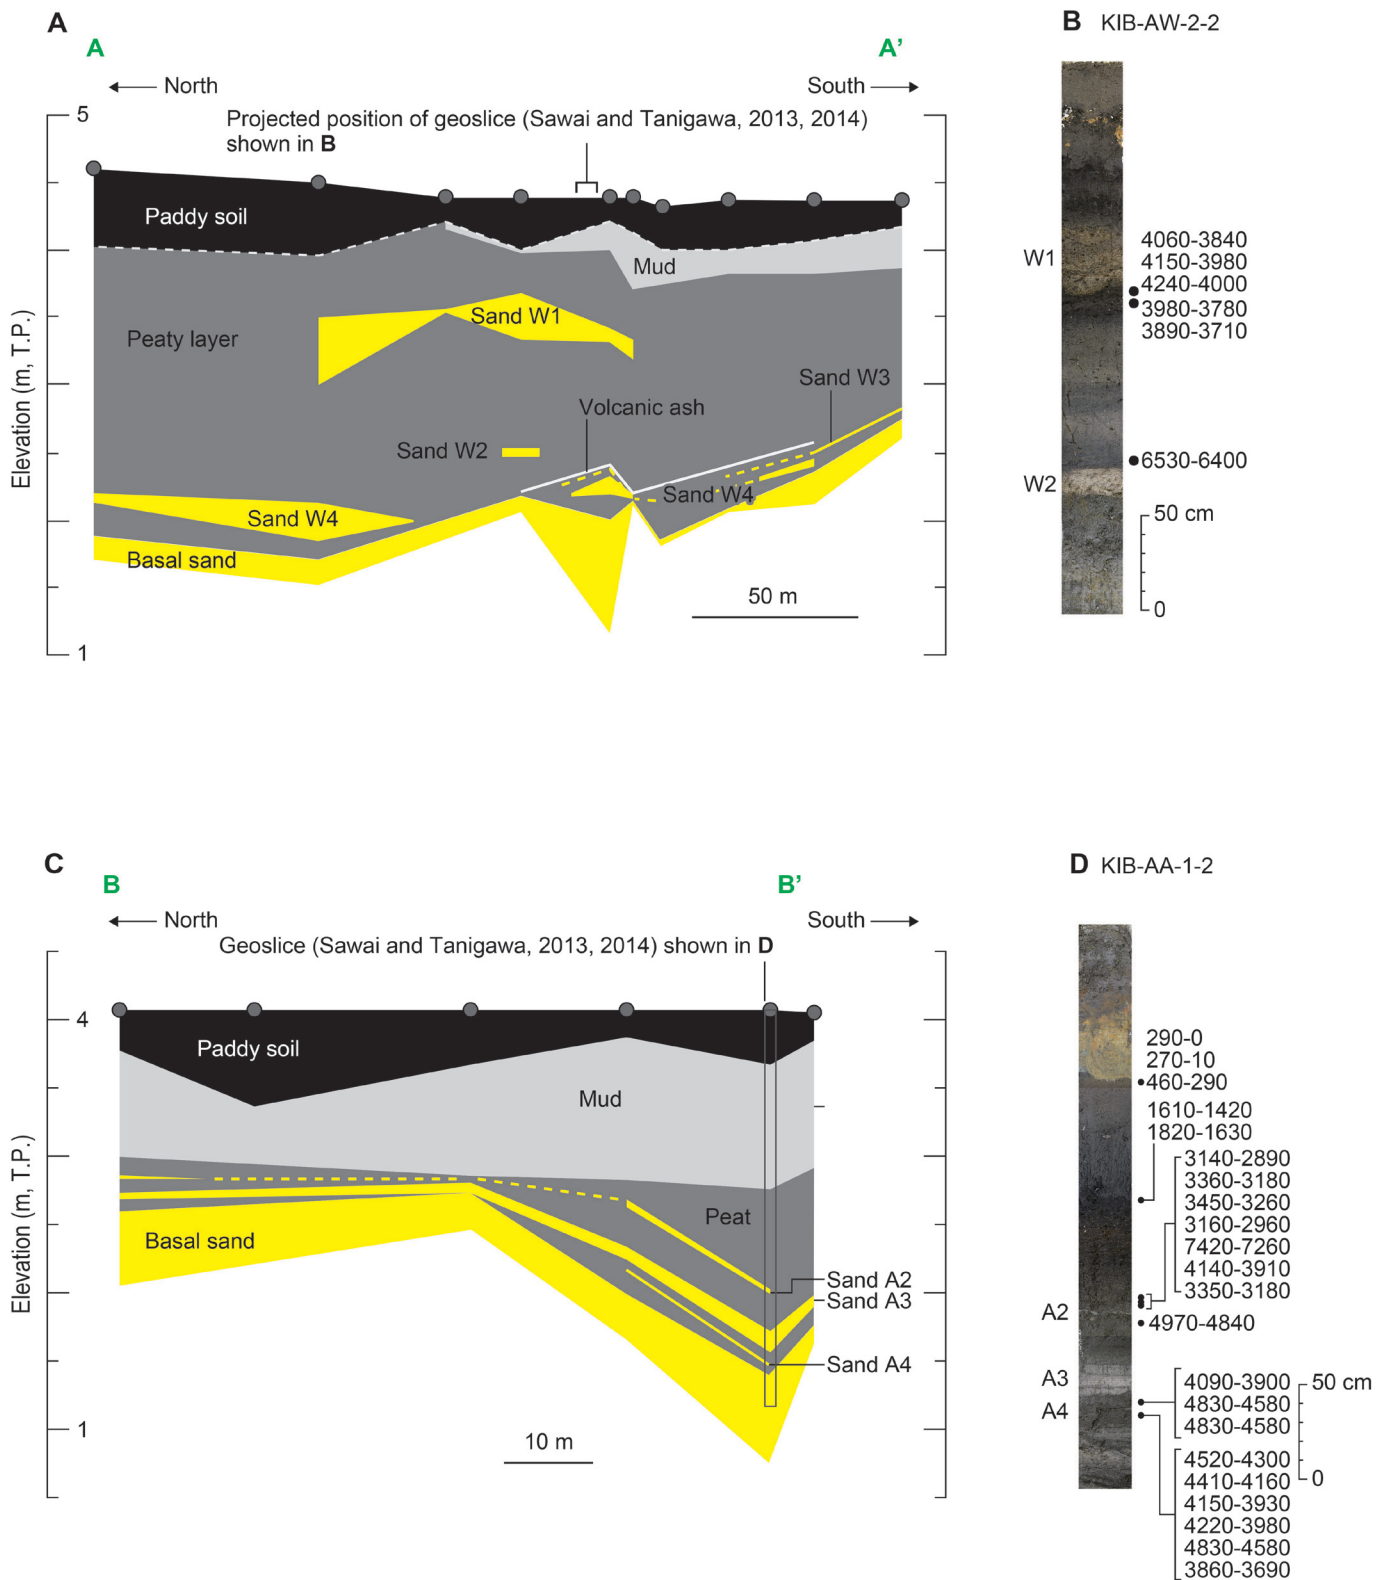 A
A
A'
North
South
Projected position of geoslice (Sawai and Tanigawa, 2013, 2014)
shown in B
5
Paddy soil
Mud
Sand W1
Peaty layer
Elevation (m, T.P.)
Sand W3
Volcanic ash
Sand W2
Sand W4
Sand W4
Basal sand
50 m
1
B KIB-AW-2-2
W1
4060-3840
4150-3980
4240-4000
3980-3780
3890-3710
6530-6400
W2
50 cm
0
C
B
B'
North
South
Geoslice (Sawai and Tanigawa, 2013, 2014) shown in D
4
Paddy soil
Mud
Elevation (m, T.P.)
Peat
Basal sand
Sand A2
Sand A3
Sand A4
1
10 m
D KIB-AA-1-2
290-0
270-10
460-290
1610-1420
1820-1630
3140-2890
3360-3180
3450-3260
3160-2960
7420-7260
4140-3910
3350-3180
A2
4970-4840
A3
A4
4090-3900
4830-4580
4830-4580
50 cm
0
4520-4300
4410-4160
4150-3930
4220-3980
4830-4580
3860-3690